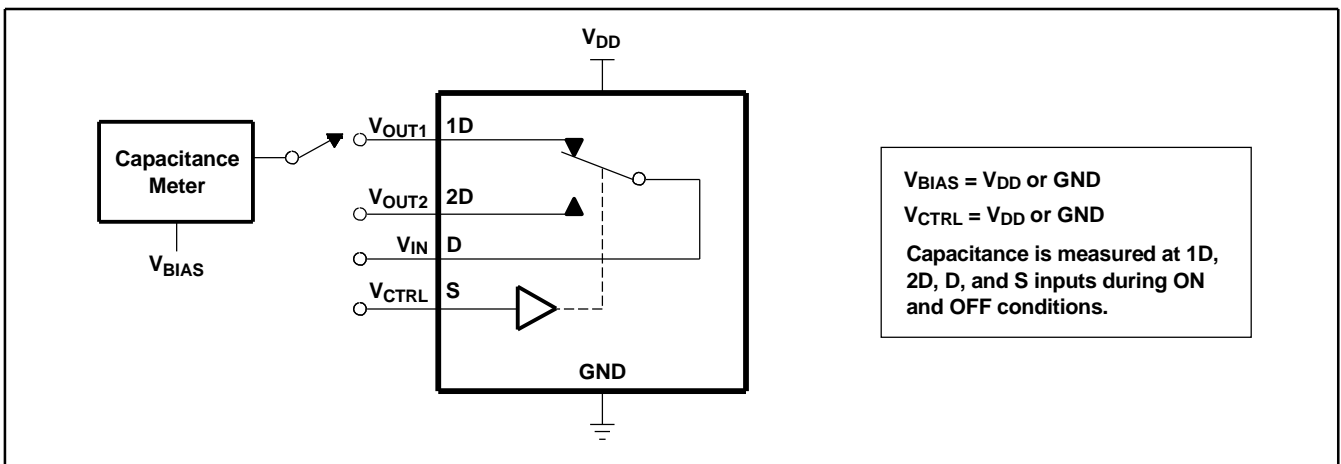 VDD
VOUT1 1D
Capacitance
Meter
VBIAS
VOUT2 2D
VIN D
VCTRL S
GND
VBIAS = VDD or GND
VCTRL = VDD or GND
Capacitance is measured at 1D,
2D, D, and S inputs during ON
and OFF conditions.